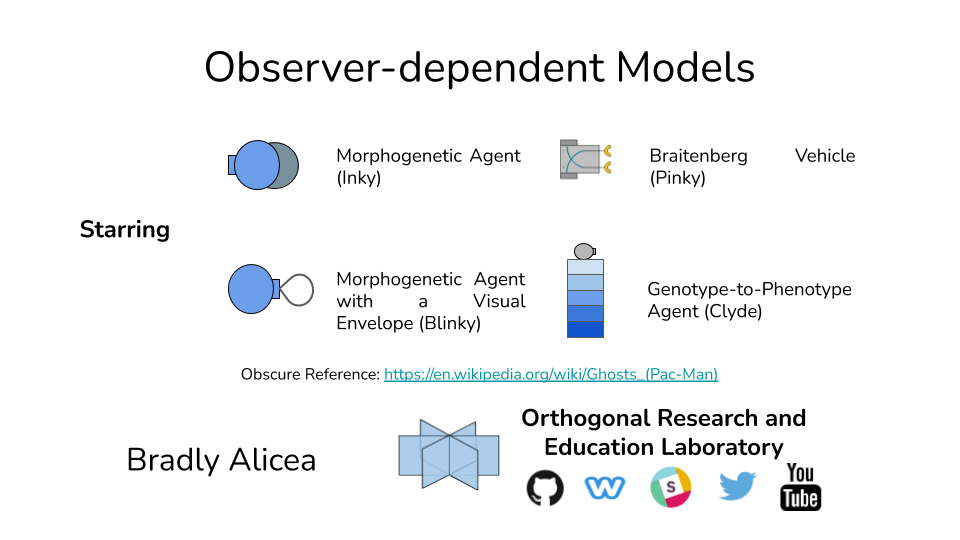 Observer-dependent Models
Morphogenetic Agent
(Inky)
Braitenberg Vehicle
(Pinky)
Starring
Morphogenetic Agent
with a Visual
Envelope (Blinky)
Genotype-to-Phenotype
Agent (Clyde)
Obscure Reference: https://en.wikipedia.org/wiki/Ghosts_(Pac-Man)
Orthogonal Research and
Education Laboratory
Bradly Alicea
S
You
Tube